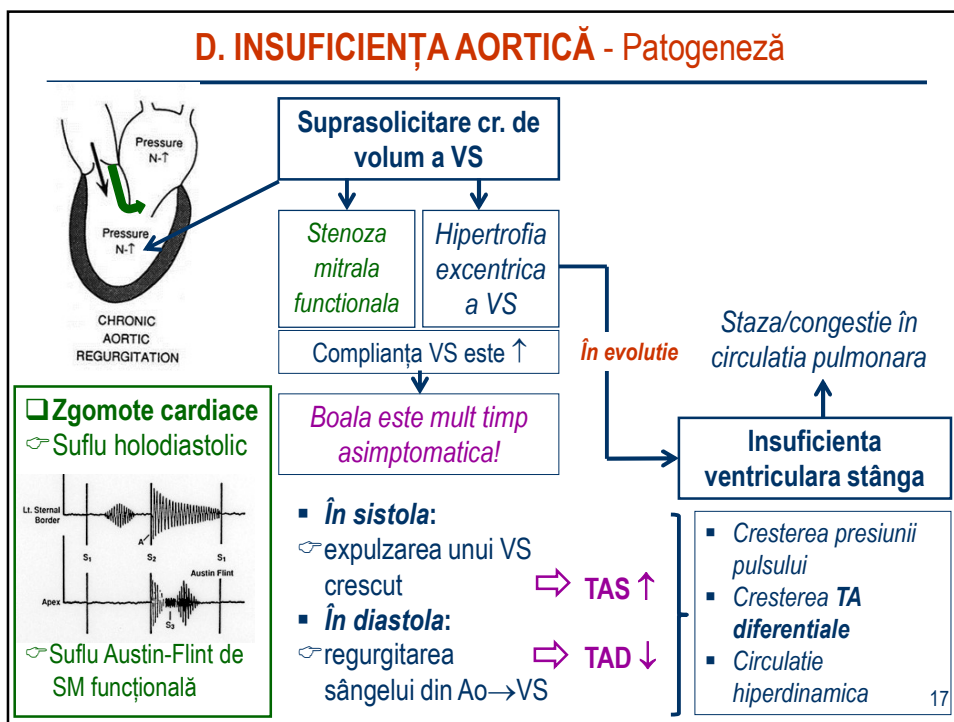 D. INSUFICIENȚA AORTICĂ - Patogeneză
Pressure
N-↑
Pressure
N-↑
CHRONIC
AORTIC
REGURGITATION
Suprasolicitare cr. de
volum a VS
Stenoza
mitrala
functionala
Hipertrofia
excentrica
a VS
Complianța VS este ↑
Boala este mult timp
asimptomatica!
În evolutie
Staza/congestie în
circulatia pulmonara
Insuficienta
ventriculara stânga
❑Zgomote cardiace
☞Suflu holodiastolic
Lt. Sternal
Border
A
S1
S2
S1
Austin Flint
Apex
S3
☞Suflu Austin-Flint de
SM funcțională
▪ În sistola:
☞expulzarea unui VS
crescut
⇨ TAS ↑
▪ În diastola:
☞regurgitarea
sângelui din Ao→VS
⇨ TAD ↓
▪ Cresterea presiunii
pulsului
▪ Cresterea TA
diferentiale
▪ Circulatie
hiperdinamica
17